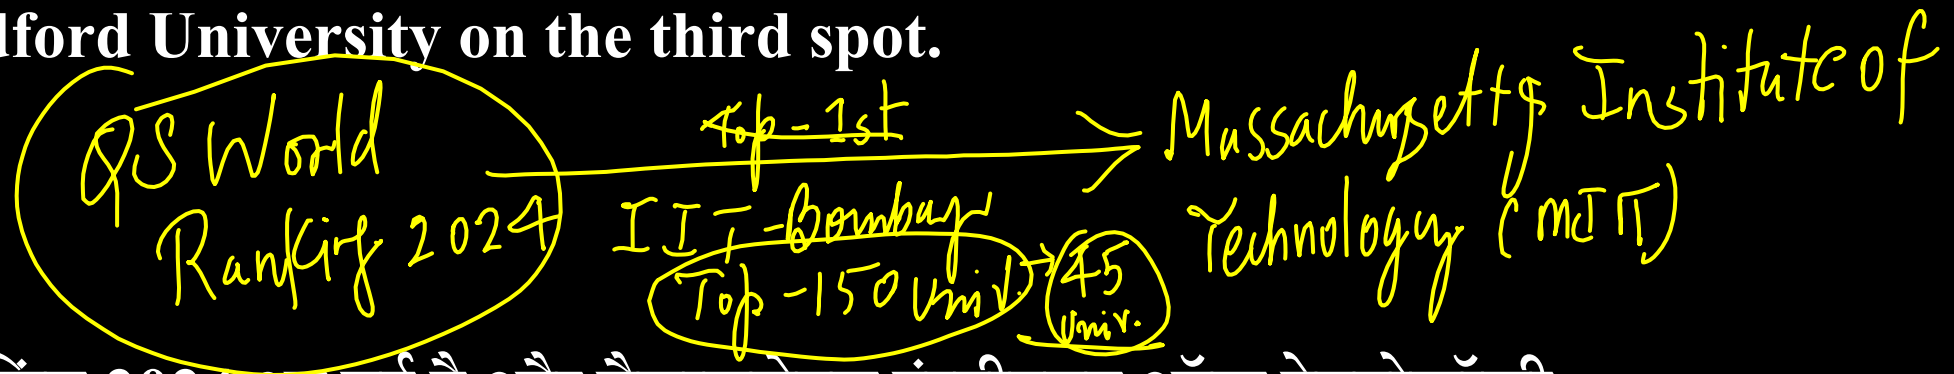 dford University on the third spot.
QS World
Ranking 2024
Top - 1st
IIT - Bombay
Top - 150 Univ.
45
Univ.
Massachusetts Institute of
Technology (MIT)